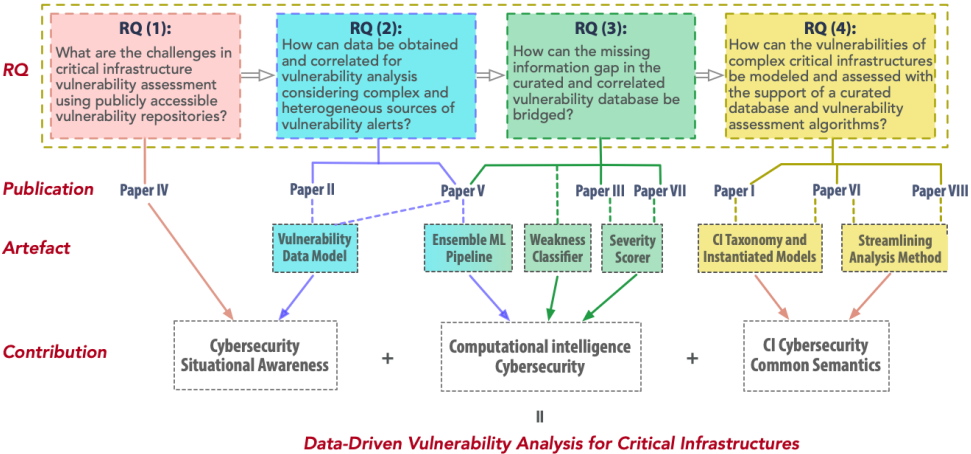 RQ
RQ (1):
What are the challenges in
critical infrastructure
vulnerability assessment
using publicly accessible
vulnerability repositories?
RQ (2):
How can data be obtained
and correlated for
vulnerability analysis
considering complex and
heterogeneous sources of
vulnerability alerts?
RQ (3):
How can the missing
information gap in the
curated and correlated
vulnerability database be
bridged?
RQ (4):
How can the vulnerabilities of
complex critical infrastructures
be modeled and assessed with
the support of a curated
database and vulnerability
assessment algorithms?
Publication
Paper IV
Paper II
Paper V
Paper III
Paper VII
Paper I
Paper VI
Paper VIII
Artefact
Vulnerability
Data Model
Ensemble ML
Pipeline
Weakness
Classifier
Severity
Scorer
CI Taxonomy and
Instantiated Models
Streamlining
Analysis Method
Contribution
Cybersecurity
Situational Awareness
+
Computational intelligence
Cybersecurity
+
CI Cybersecurity
Common Semantics
=
Data-Driven Vulnerability Analysis for Critical Infrastructures